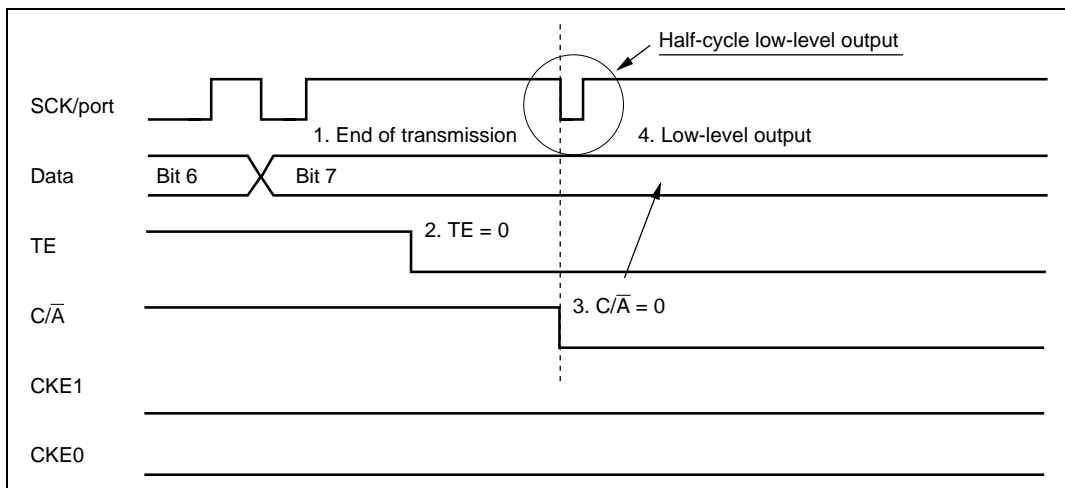 Half-cycle low-level output
SCK/port
1. End of transmission
4. Low-level output
Data
Bit 6
Bit 7
TE
2. TE = 0
C/A̅
3. C/A̅ = 0
CKE1
CKE0